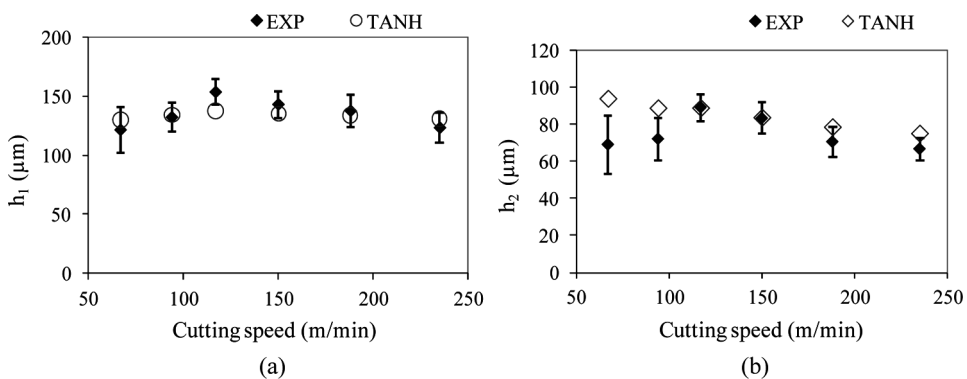 EXP TANH
200
150
100
50
0
h1 (µm)
50 100 150 200 250
Cutting speed (m/min)
(a)
EXP TANH
120
100
80
60
40
20
0
h2 (µm)
50 100 150 200 250
Cutting speed (m/min)
(b)